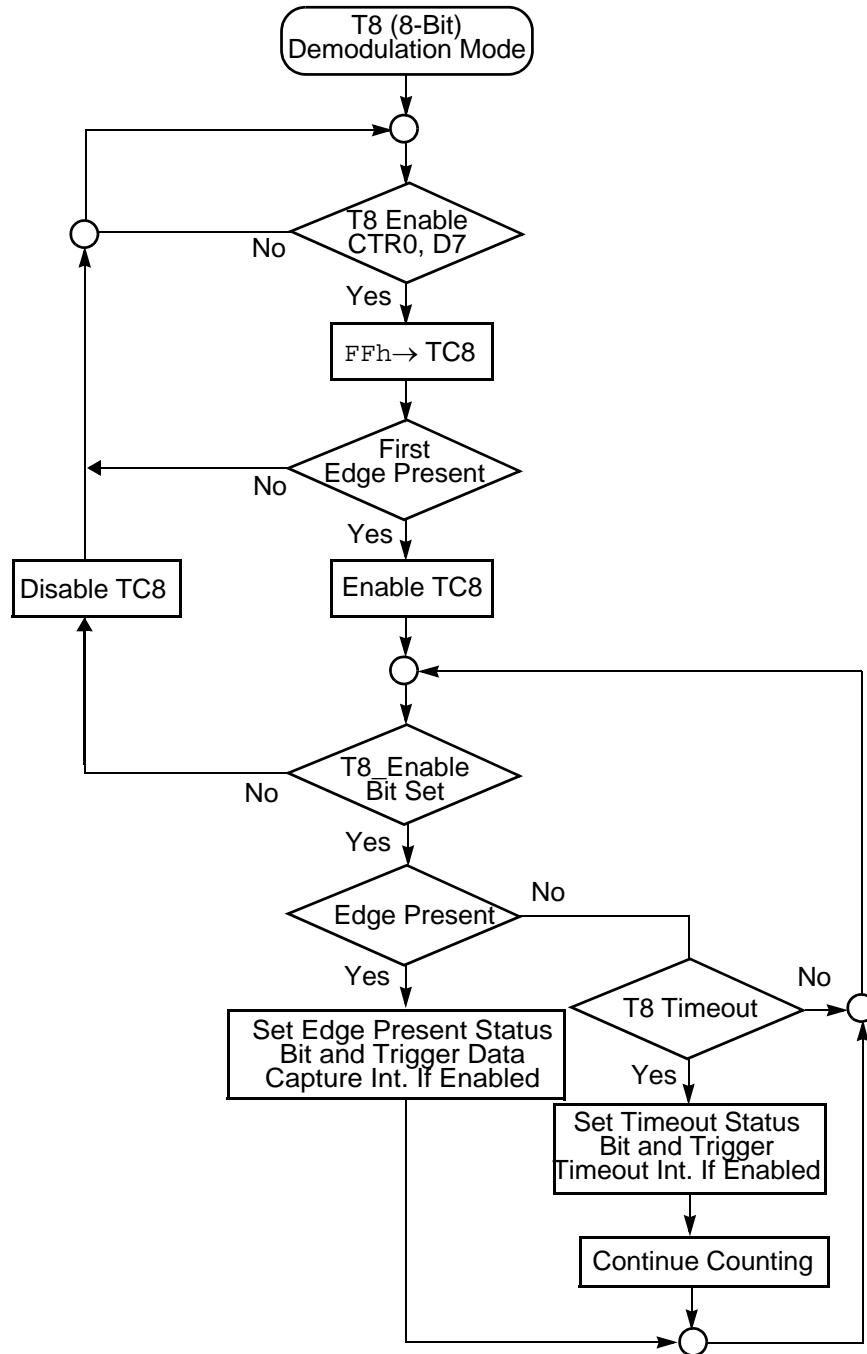 T8 (8-Bit)
Demodulation Mode
T8 Enable
CTR0, D7
No
Yes
FFh→ TC8
First
Edge Present
No
Yes
Disable TC8
Enable TC8
T8_Enable
Bit Set
No
Yes
Edge Present
No
Yes
T8 Timeout
No
Set Edge Present Status
Bit and Trigger Data
Capture Int. If Enabled
Yes
Set Timeout Status
Bit and Trigger
Timeout Int. If Enabled
Continue Counting